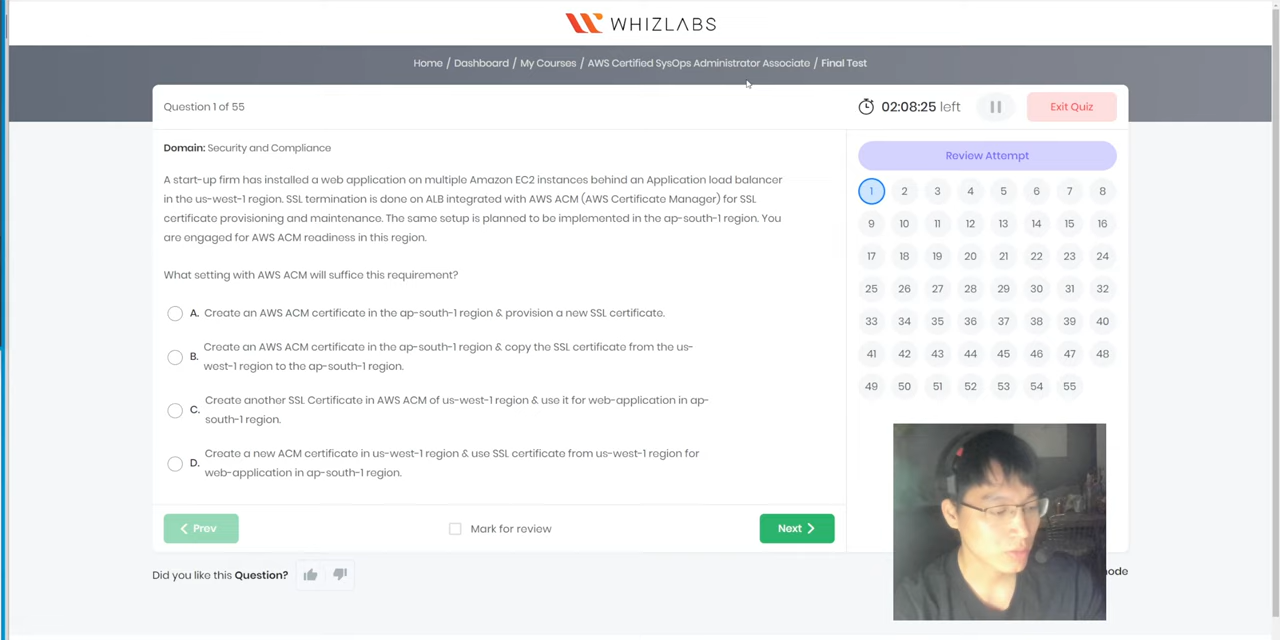 WHIZLABS
Home / Dashboard / My Courses / AWS Certified SysOps Administrator Associate / Final Test
Question 1 of 55
02:08:25 left
Exit Quiz
Domain: Security and Compliance
A start-up firm has installed a web application on multiple Amazon EC2 instances behind an Application load balancer
in the us-west-1 region. SSL termination is done on ALB integrated with AWS ACM (AWS Certificate Manager) for SSL
certificate provisioning and maintenance. The same setup is planned to be implemented in the ap-south-1 region. You
are engaged for AWS ACM readiness in this region.
What setting with AWS ACM will suffice this requirement?
A. Create an AWS ACM certificate in the ap-south-1 region & provision a new SSL certificate.
B. Create an AWS ACM certificate in the ap-south-1 region & copy the SSL certificate from the us-
west-1 region to the ap-south-1 region.
C. Create another SSL Certificate in AWS ACM of us-west-1 region & use it for web-application in ap-
south-1 region.
D. Create a new ACM certificate in us-west-1 region & use SSL certificate from us-west-1 region for
web-application in ap-south-1 region.
Prev
Mark for review
Next
Review Attempt
1 2 3 4 5 6 7 8
9 10 11 12 13 14 15 16
17 18 19 20 21 22 23 24
25 26 27 28 29 30 31 32
33 34 35 36 37 38 39 40
41 42 43 44 45 46 47 48
49 50 51 52 53 54 55
Did you like this Question?